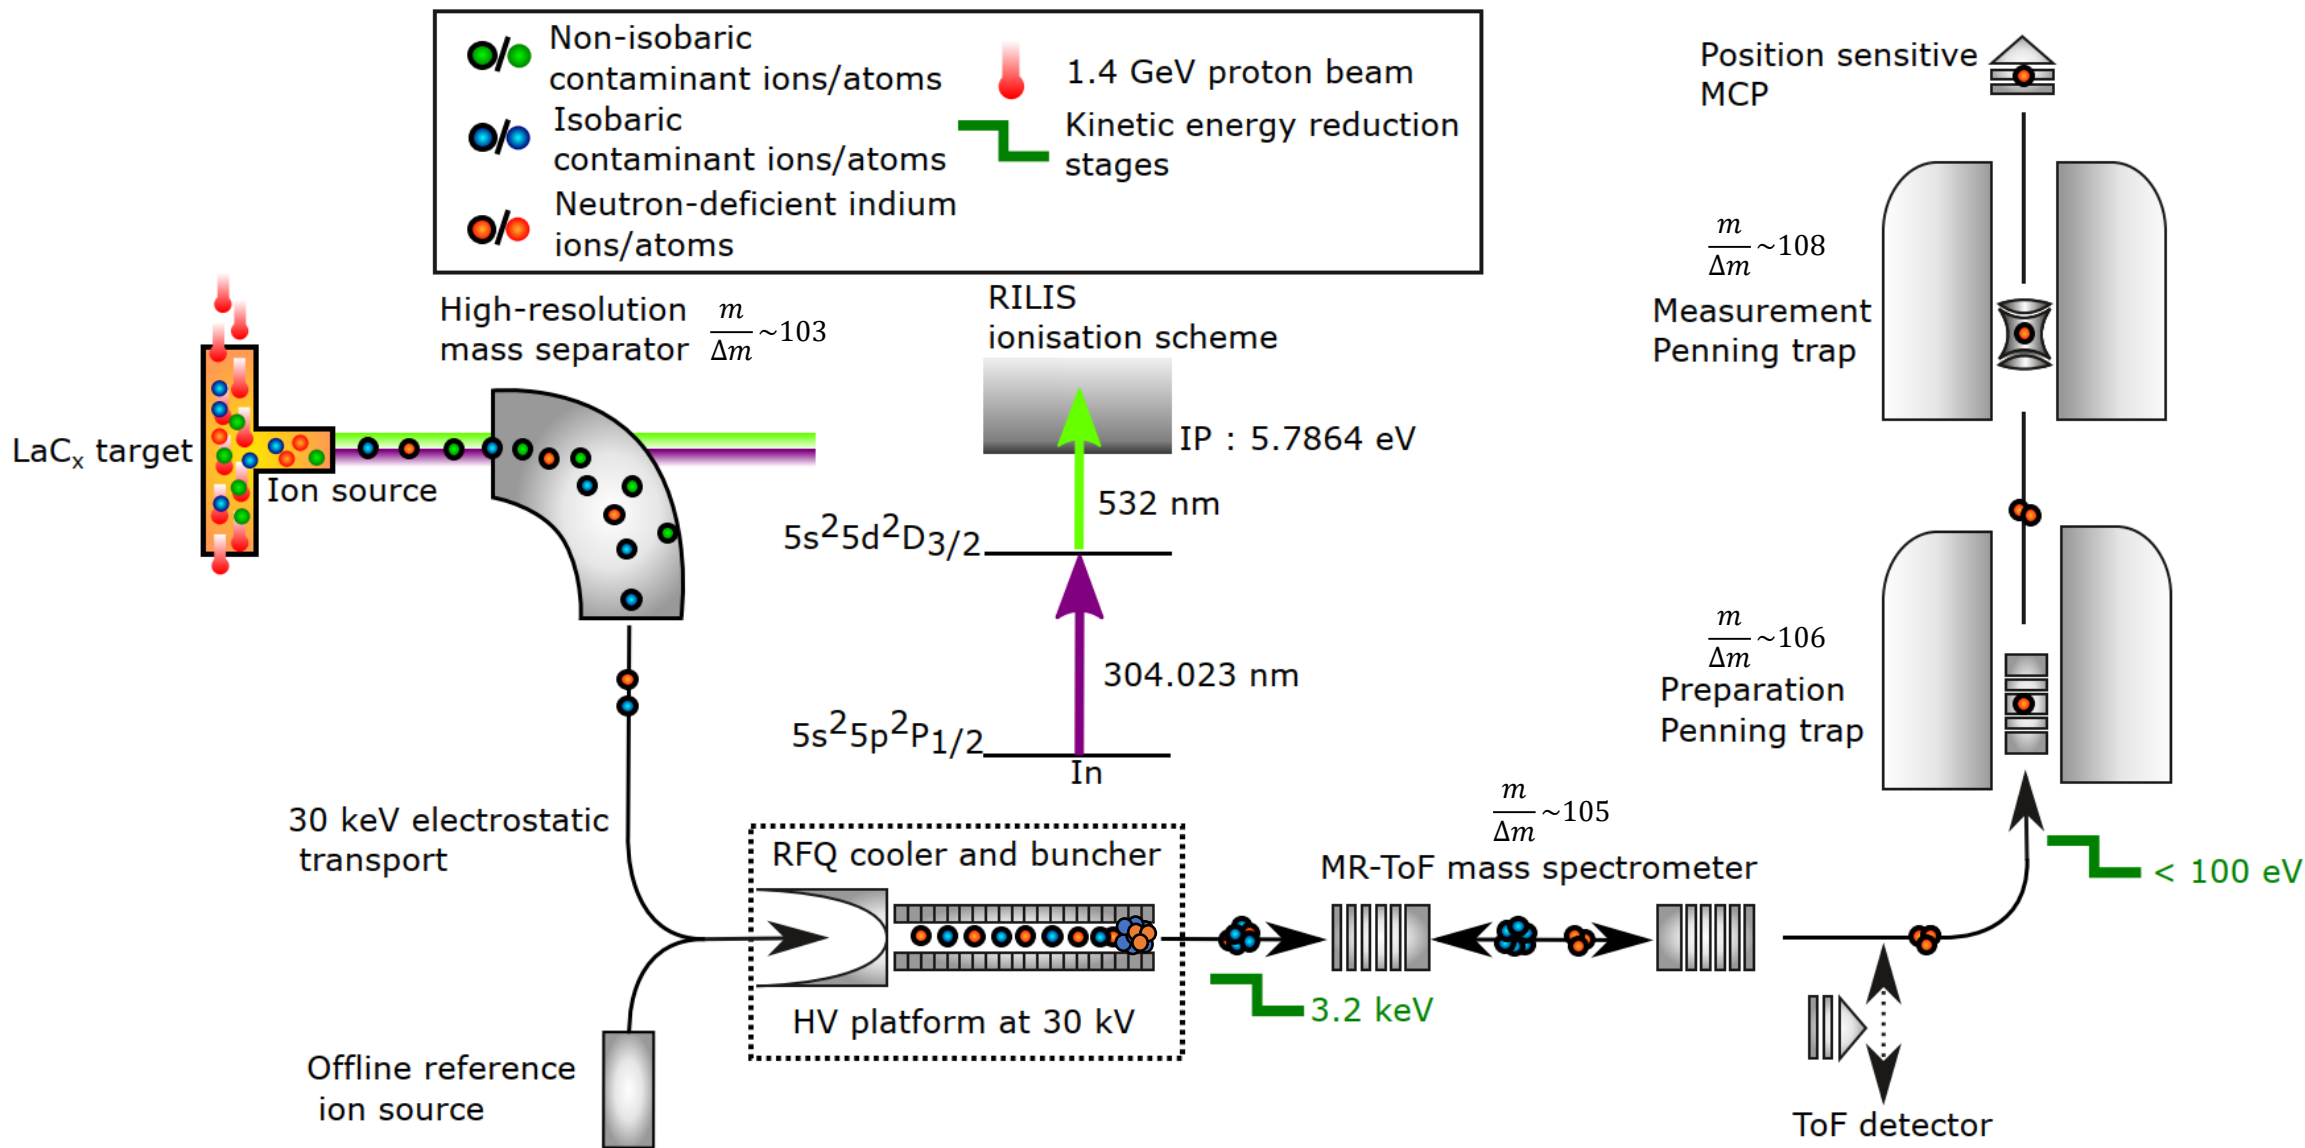 Non-isobaric
contaminant ions/atoms
Isobaric
contaminant ions/atoms
Neutron-deficient indium
ions/atoms
1.4 GeV proton beam
Kinetic energy reduction
stages
Position sensitive
MCP
m/Δm ~108
Measurement
Penning trap
High-resolution
mass separator
m/Δm ~103
RILIS
ionisation scheme
IP : 5.7864 eV
532 nm
5s²5d²D₃/₂
304.023 nm
5s²5p²P₁/₂
In
LaCₓ target
Ion source
m/Δm ~106
Preparation
Penning trap
30 keV electrostatic
transport
RFQ cooler and buncher
HV platform at 30 kV
m/Δm ~105
MR-ToF mass spectrometer
3.2 keV
< 100 eV
Offline reference
ion source
ToF detector